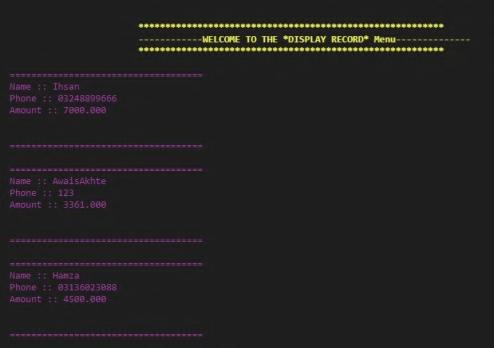 *********************************************************
------------WELCOME TO THE *DISPLAY RECORD* Menu--------------
*********************************************************
====================================
Name :: Ihsan
Phone :: 03248899666
Amount :: 7000.000
====================================
====================================
Name :: AwaisAkhte
Phone :: 123
Amount :: 3361.000
====================================
====================================
Name :: Hamza
Phone :: 03136023088
Amount :: 4500.000
====================================